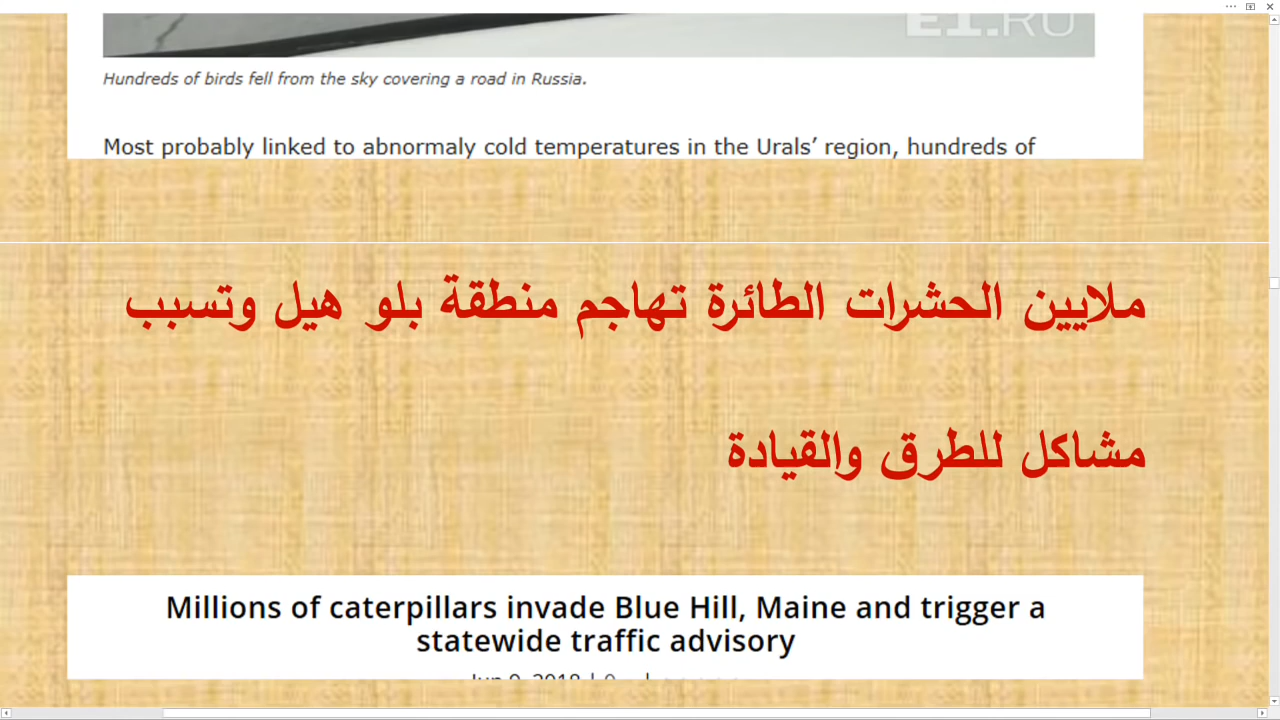 E1.RU
Hundreds of birds fell from the sky covering a road in Russia.
Most probably linked to abnormaly cold temperatures in the Urals’ region, hundreds of
ملايين الحشرات الطائرة تهاجم منطقة بلو هيل وتسبب
مشاكل للطرق والقيادة
Millions of caterpillars invade Blue Hill, Maine and trigger a
statewide traffic advisory